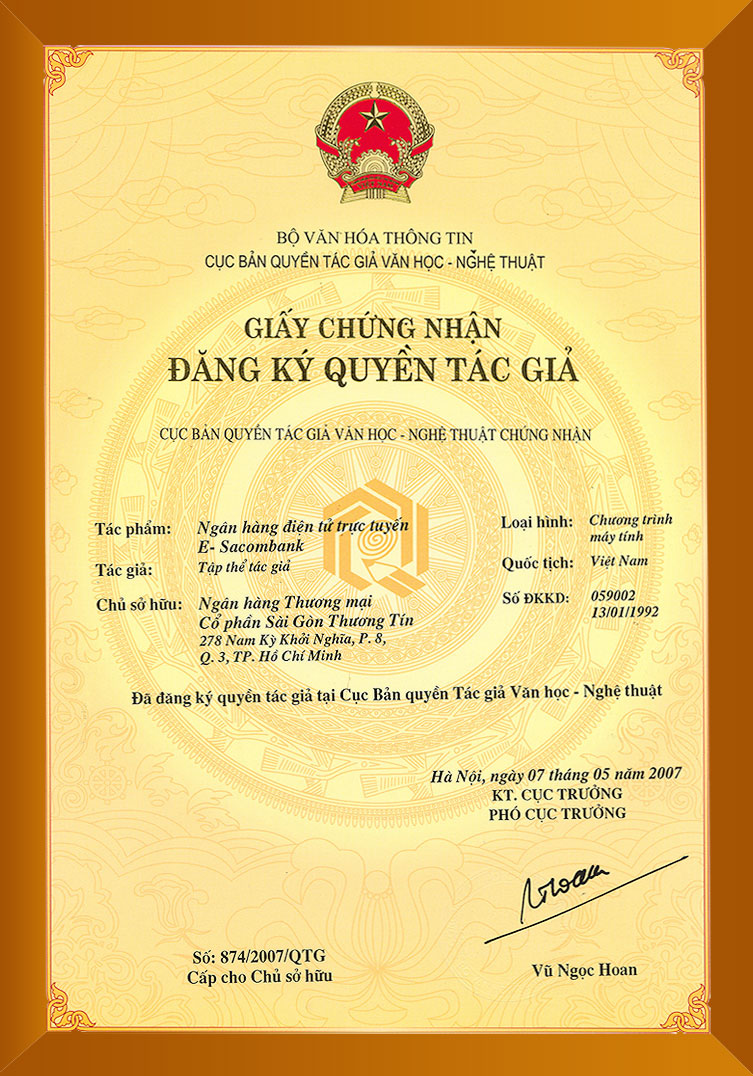 BỘ VĂN HÓA THÔNG TIN
CỤC BẢN QUYỀN TÁC GIẢ VĂN HỌC - NGHỆ THUẬT
GIẤY CHỨNG NHẬN
ĐĂNG KÝ QUYỀN TÁC GIẢ
CỤC BẢN QUYỀN TÁC GIẢ VĂN HỌC - NGHỆ THUẬT CHỨNG NHẬN
Tác phẩm: Ngân hàng điện tử trực tuyến
E- Sacombank
Tác giả: Tập thể tác giả
Chủ sở hữu: Ngân hàng Thương mại
Cổ phần Sài Gòn Thương Tín
278 Nam Kỳ Khởi Nghĩa, P. 8,
Q. 3, TP. Hồ Chí Minh
Loại hình: Chương trình
máy tính
Quốc tịch: Việt Nam
Số ĐKKD: 059002
13/01/1992
Đã đăng ký quyền tác giả tại Cục Bản quyền Tác giả Văn học - Nghệ thuật
Hà Nội, ngày 07 tháng 05 năm 2007
KT. CỤC TRƯỞNG
PHÓ CỤC TRƯỞNG
Số: 874/2007/QTG
Cấp cho Chủ sở hữu
Vũ Ngọc Hoan